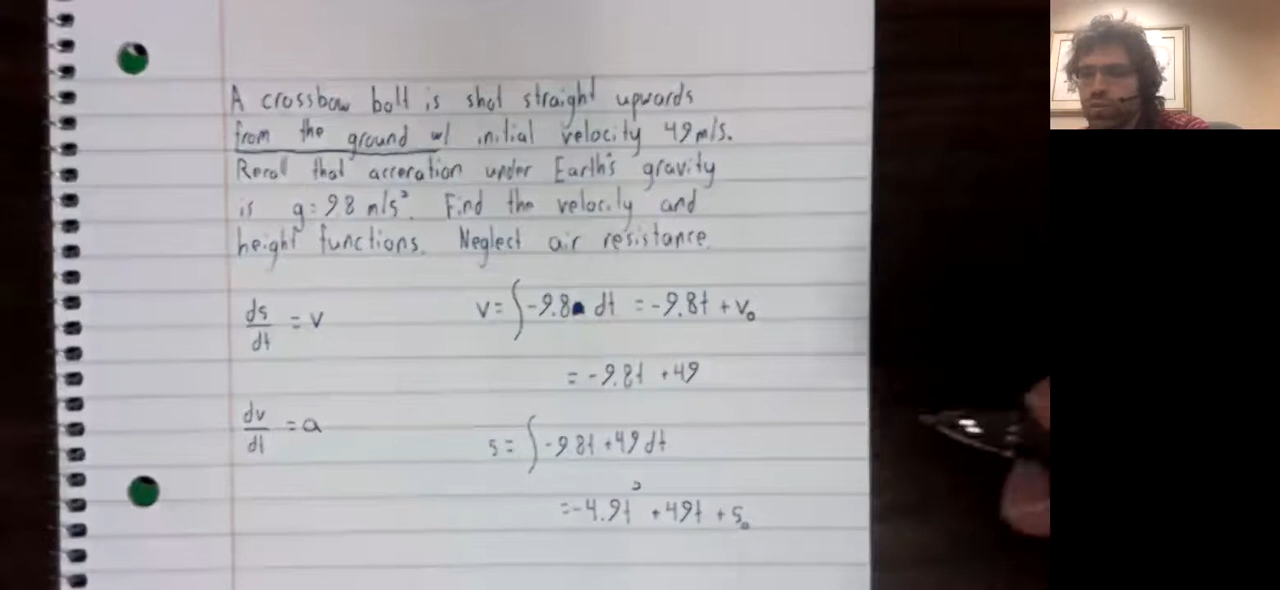 A crossbow bolt is shot straight upwards
from the ground w/ initial velocity 49 m/s.
Recall that acceration under Earth's gravity
is g = 9.8 m/s². Find the velocity and
height functions. Neglect air resistance.
ds/dt = v
v = ∫ -9.8 dt = -9.8t + v₀
= -9.8t + 49
dv/dt = a
s = ∫ -9.8t + 49 dt
= -4.9t² + 49t + s₀